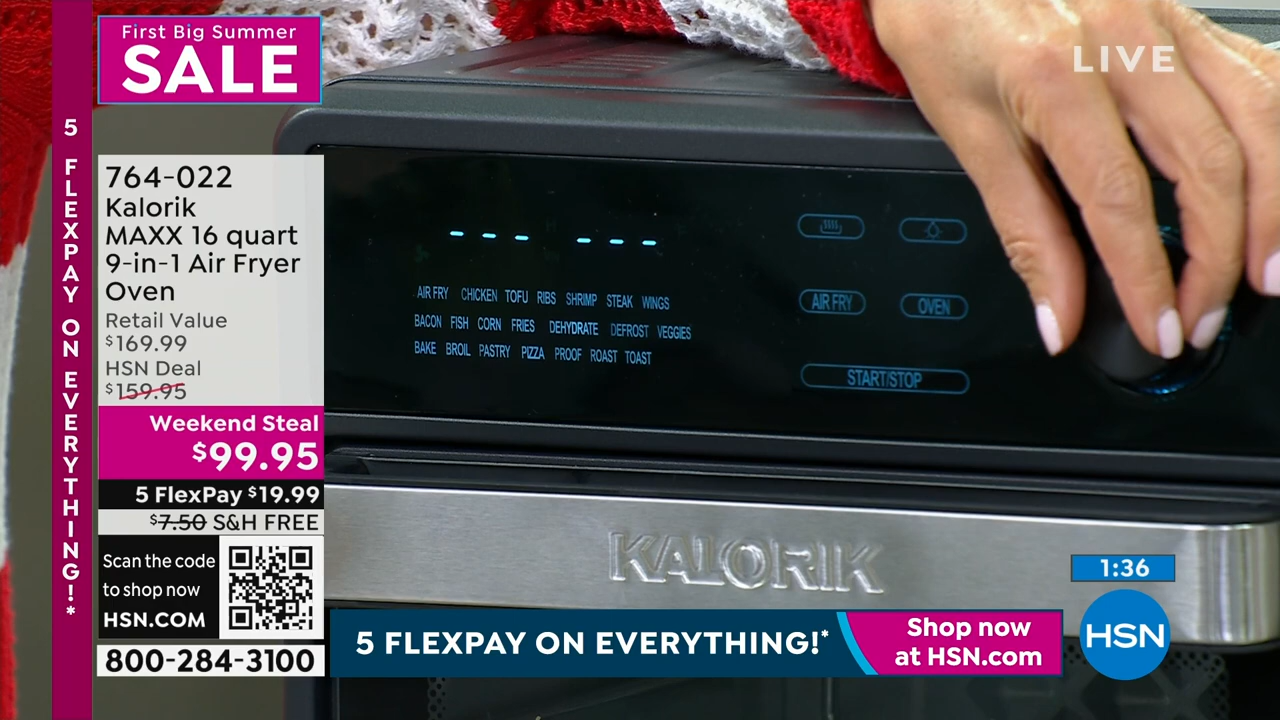 First Big Summer
SALE
LIVE
5 FLEXPAY ON EVERYTHING!*
764-022
Kalorik
MAXX 16 quart
9-in-1 Air Fryer
Oven
Retail Value
$169.99
HSN Deal
$159.95
Weekend Steal
$99.95
5 FlexPay $19.99
$7.50 S&H FREE
Scan the code
to shop now
HSN.COM
800-284-3100
--- ---
AIR FRY CHICKEN TOFU RIBS SHRIMP STEAK WINGS
BACON FISH CORN FRIES DEHYDRATE DEFROST VEGGIES
BAKE BROIL PASTRY PIZZA PROOF ROAST TOAST
AIR FRY OVEN
START/STOP
KALORIK
1:36
5 FLEXPAY ON EVERYTHING!*
Shop now
at HSN.com
HSN